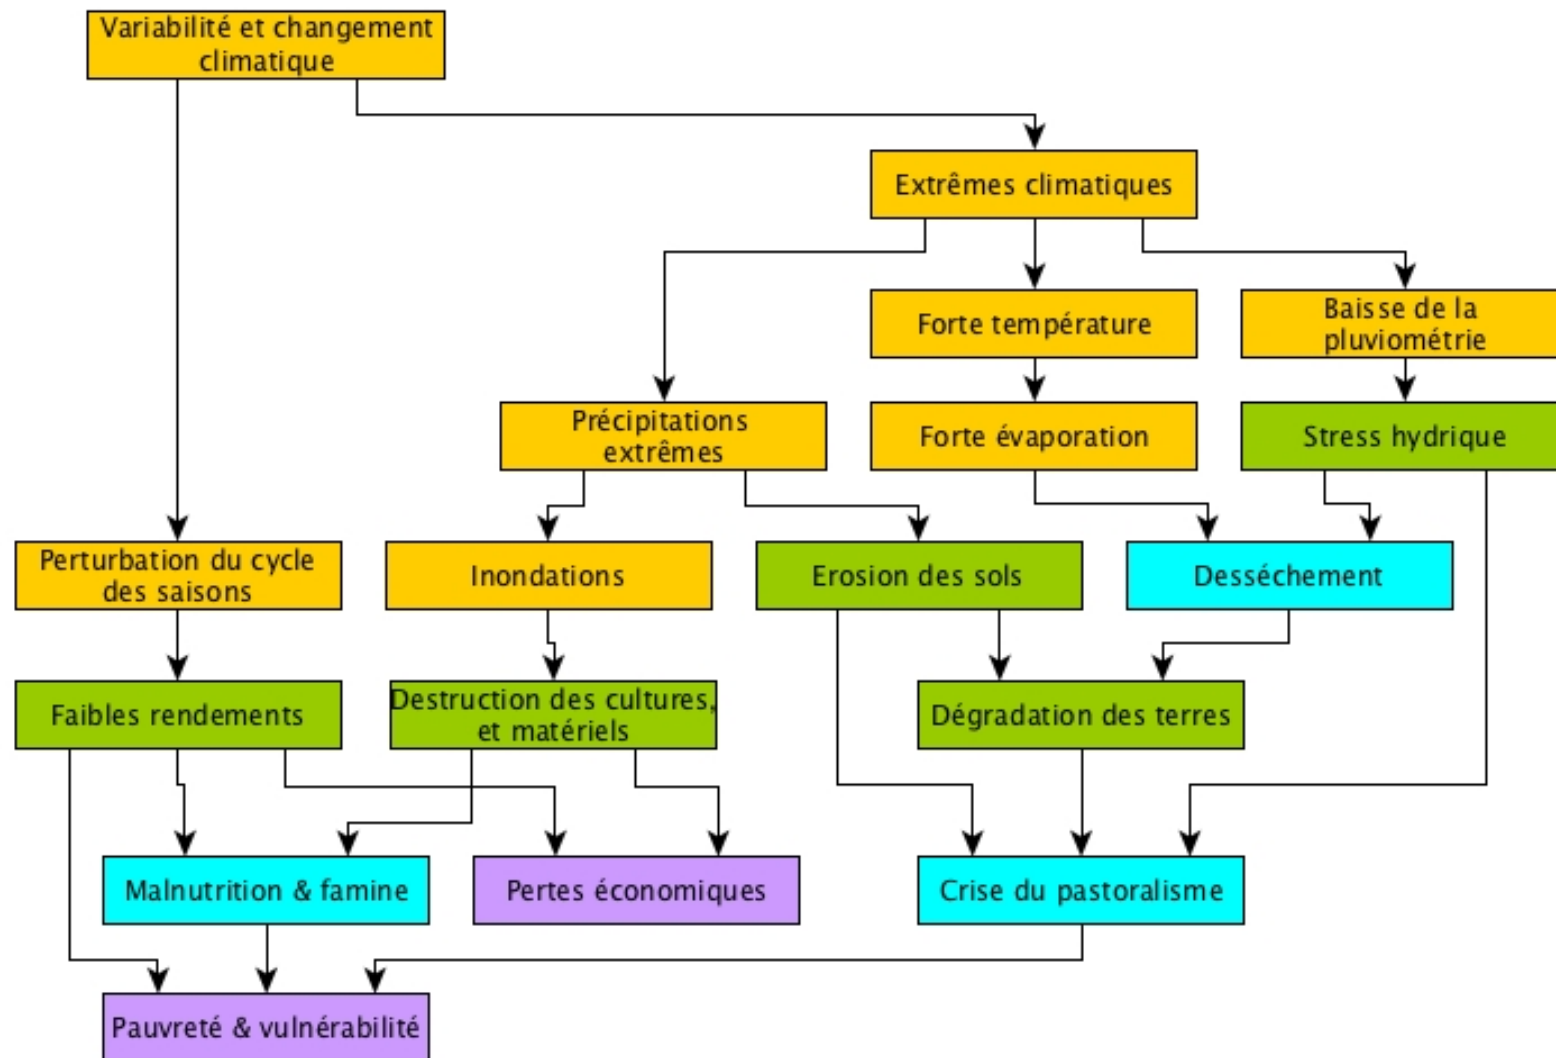 Variabilité et changement
climatique
Extrêmes climatiques
Forte température
Baisse de la
pluviométrie
Précipitations
extrêmes
Forte évaporation
Stress hydrique
Perturbation du cycle
des saisons
Inondations
Erosion des sols
Desséchement
Faibles rendements
Destruction des cultures,
et matériels
Dégradation des terres
Malnutrition & famine
Pertes économiques
Crise du pastoralisme
Pauvreté & vulnérabilité